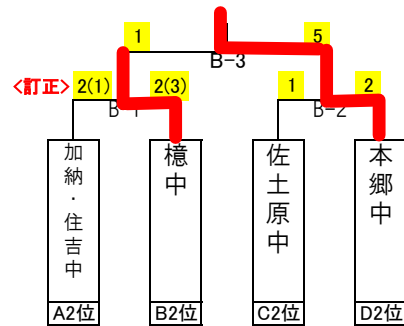 1 5
B-3
<訂正> 2(1) 2(3) 1 2
B-1 B-2
加納・住吉中
檍中
佐土原中
本郷中
A2位 B2位 C2位 D2位